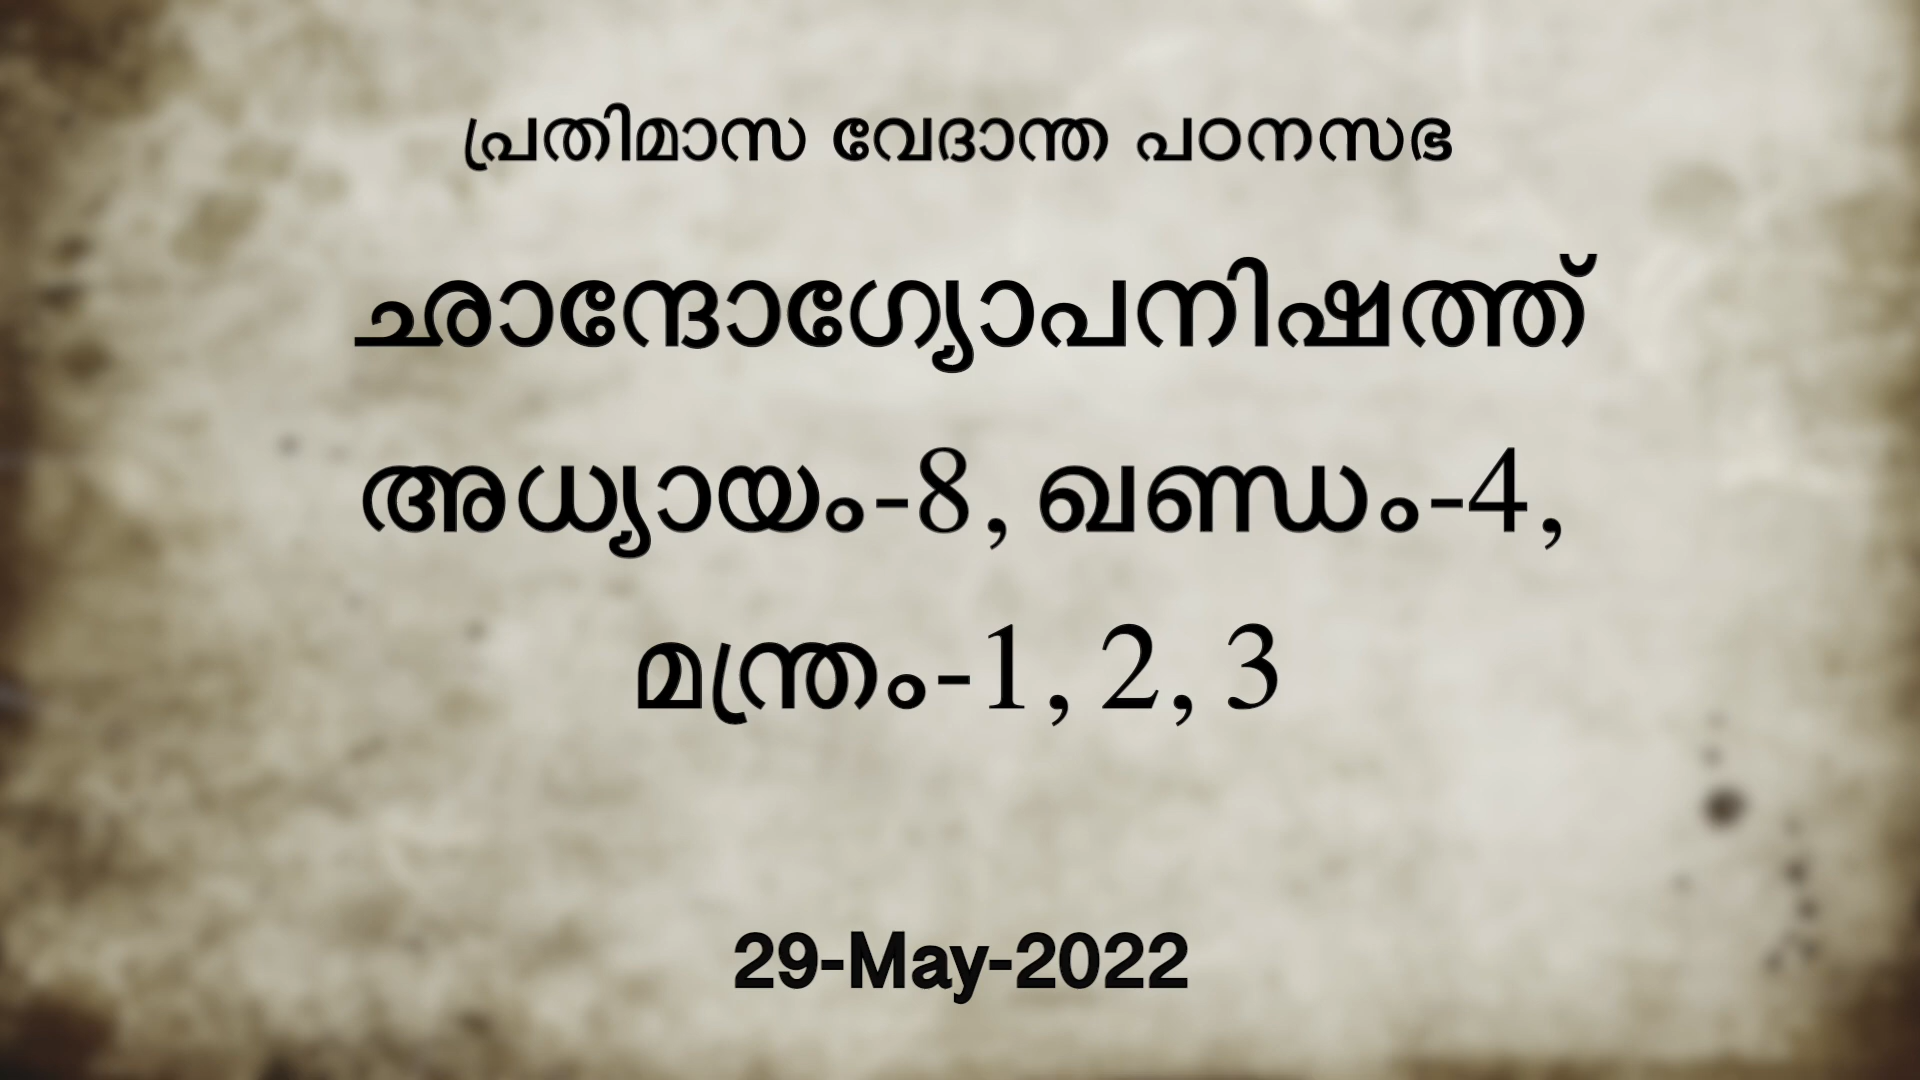 പ്രതിമാസ വേദാന്ത പഠനസഭ
ഛാന്ദോഗ്യോപനിഷത്ത്
അധ്യായം-8, ഖണ്ഡം-4,
മന്ത്രം-1, 2, 3
29-May-2022